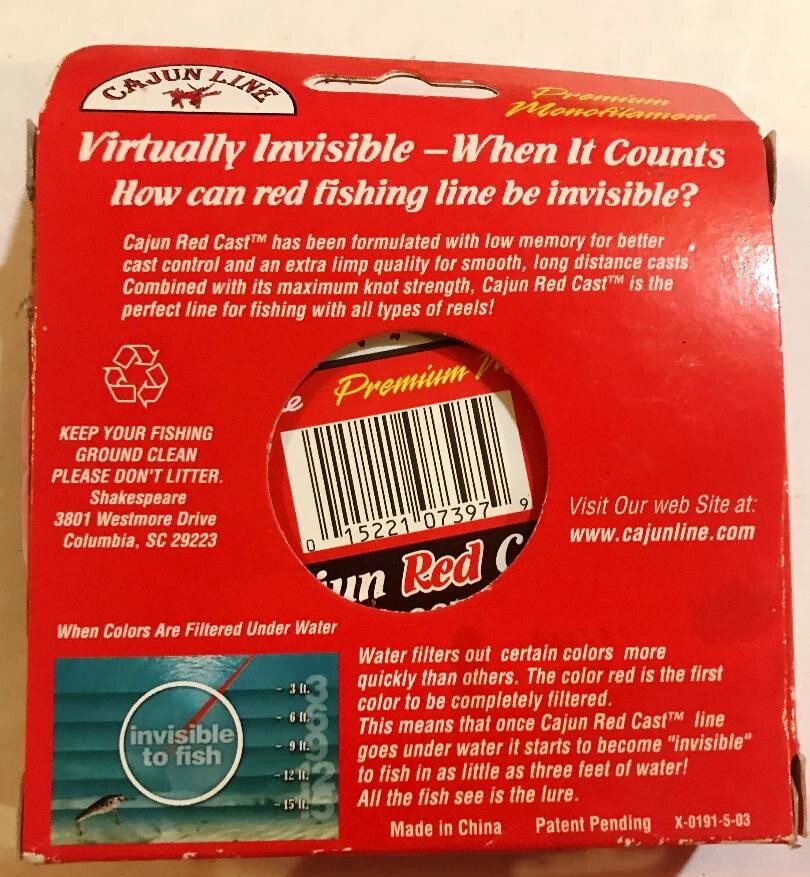 CAJUN LINE
Premium
Monofilament
Virtually Invisible – When It Counts
How can red fishing line be invisible?
Cajun Red Cast™ has been formulated with low memory for better
cast control and an extra limp quality for smooth, long distance casts.
Combined with its maximum knot strength, Cajun Red Cast™ is the
perfect line for fishing with all types of reels!
e Premium M
0 15221 07397 9
jun Red C
KEEP YOUR FISHING
GROUND CLEAN
PLEASE DON'T LITTER.
Shakespeare
3801 Westmore Drive
Columbia, SC 29223
Visit Our web Site at:
www.cajunline.com
When Colors Are Filtered Under Water
invisible
to fish
- 3 ft.
- 6 ft.
- 9 ft.
- 12 ft.
- 15 ft.
Water filters out certain colors more
quickly than others. The color red is the first
color to be completely filtered.
This means that once Cajun Red Cast™ line
goes under water it starts to become "invisible"
to fish in as little as three feet of water!
All the fish see is the lure.
Made in China Patent Pending X-0191-5-03